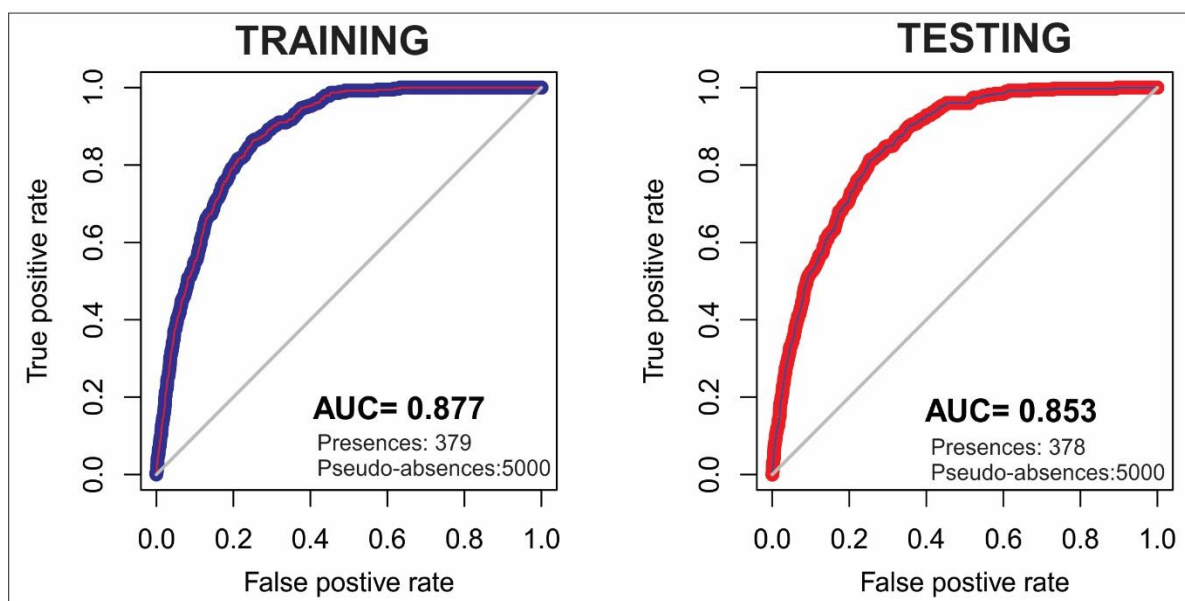 TRAINING
True positive rate
1.0
0.8
0.6
0.4
0.2
0.0
AUC= 0.877
Presences: 379
Pseudo-absences:5000
0.0 0.2 0.4 0.6 0.8 1.0
False postive rate
TESTING
True positive rate
1.0
0.8
0.6
0.4
0.2
0.0
AUC= 0.853
Presences: 378
Pseudo-absences:5000
0.0 0.2 0.4 0.6 0.8 1.0
False postive rate